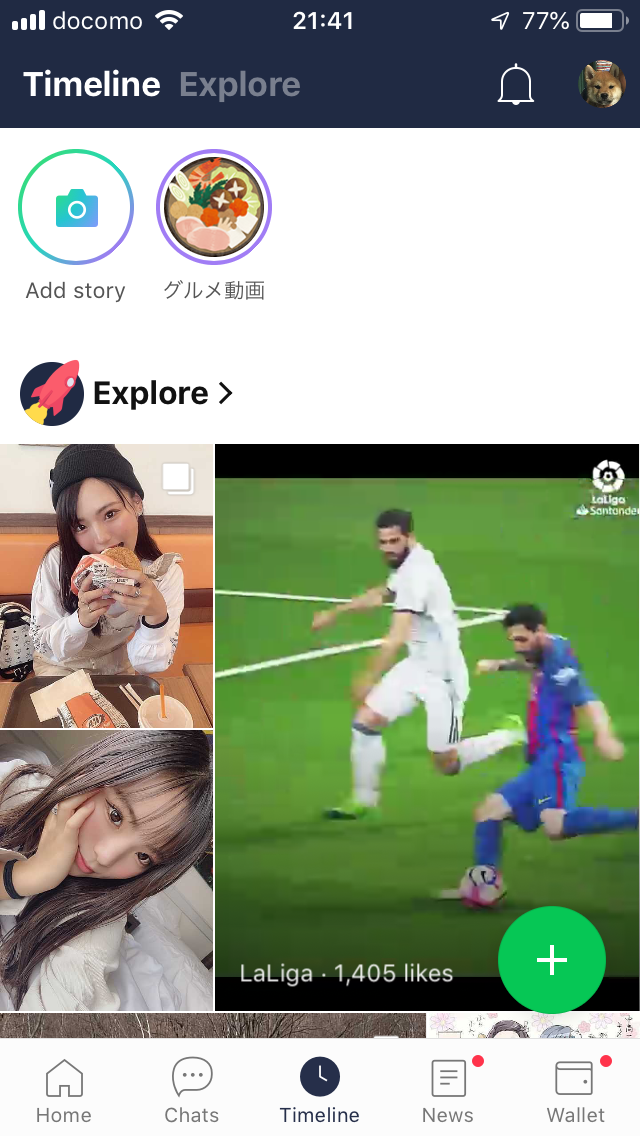 docomo
21:41
77%
Timeline Explore
Add story
グルメ動画
Explore
LaLiga
Santander
LaLiga · 1,405 likes
Home
Chats
Timeline
News
Wallet